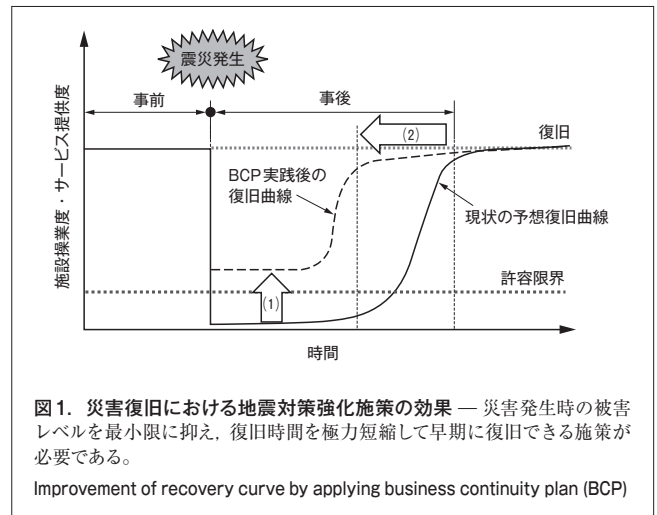 震災発生
事前
事後
(2)
復旧
BCP実践後の
復旧曲線
現状の予想復旧曲線
施設操業度・サービス提供度
許容限界
(1)
時間
図1. 災害復旧における地震対策強化施策の効果 — 災害発生時の被害
レベルを最小限に抑え，復旧時間を極力短縮して早期に復旧できる施策が
必要である。
Improvement of recovery curve by applying business continuity plan (BCP)